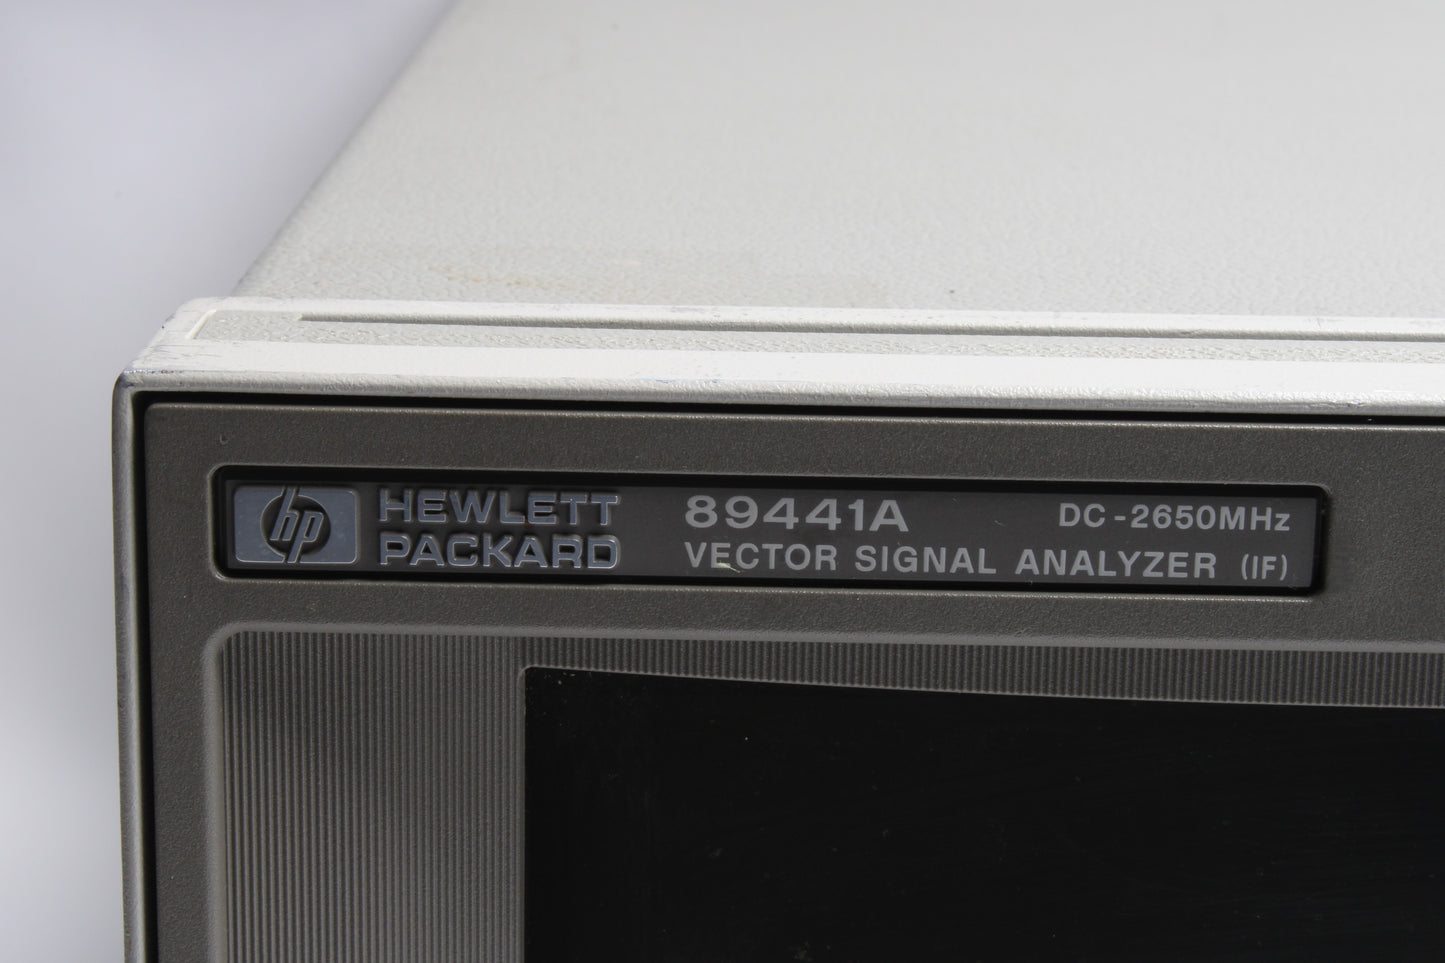 hp HEWLETT PACKARD
89441A DC-2650MHz
VECTOR SIGNAL ANALYZER (IF)